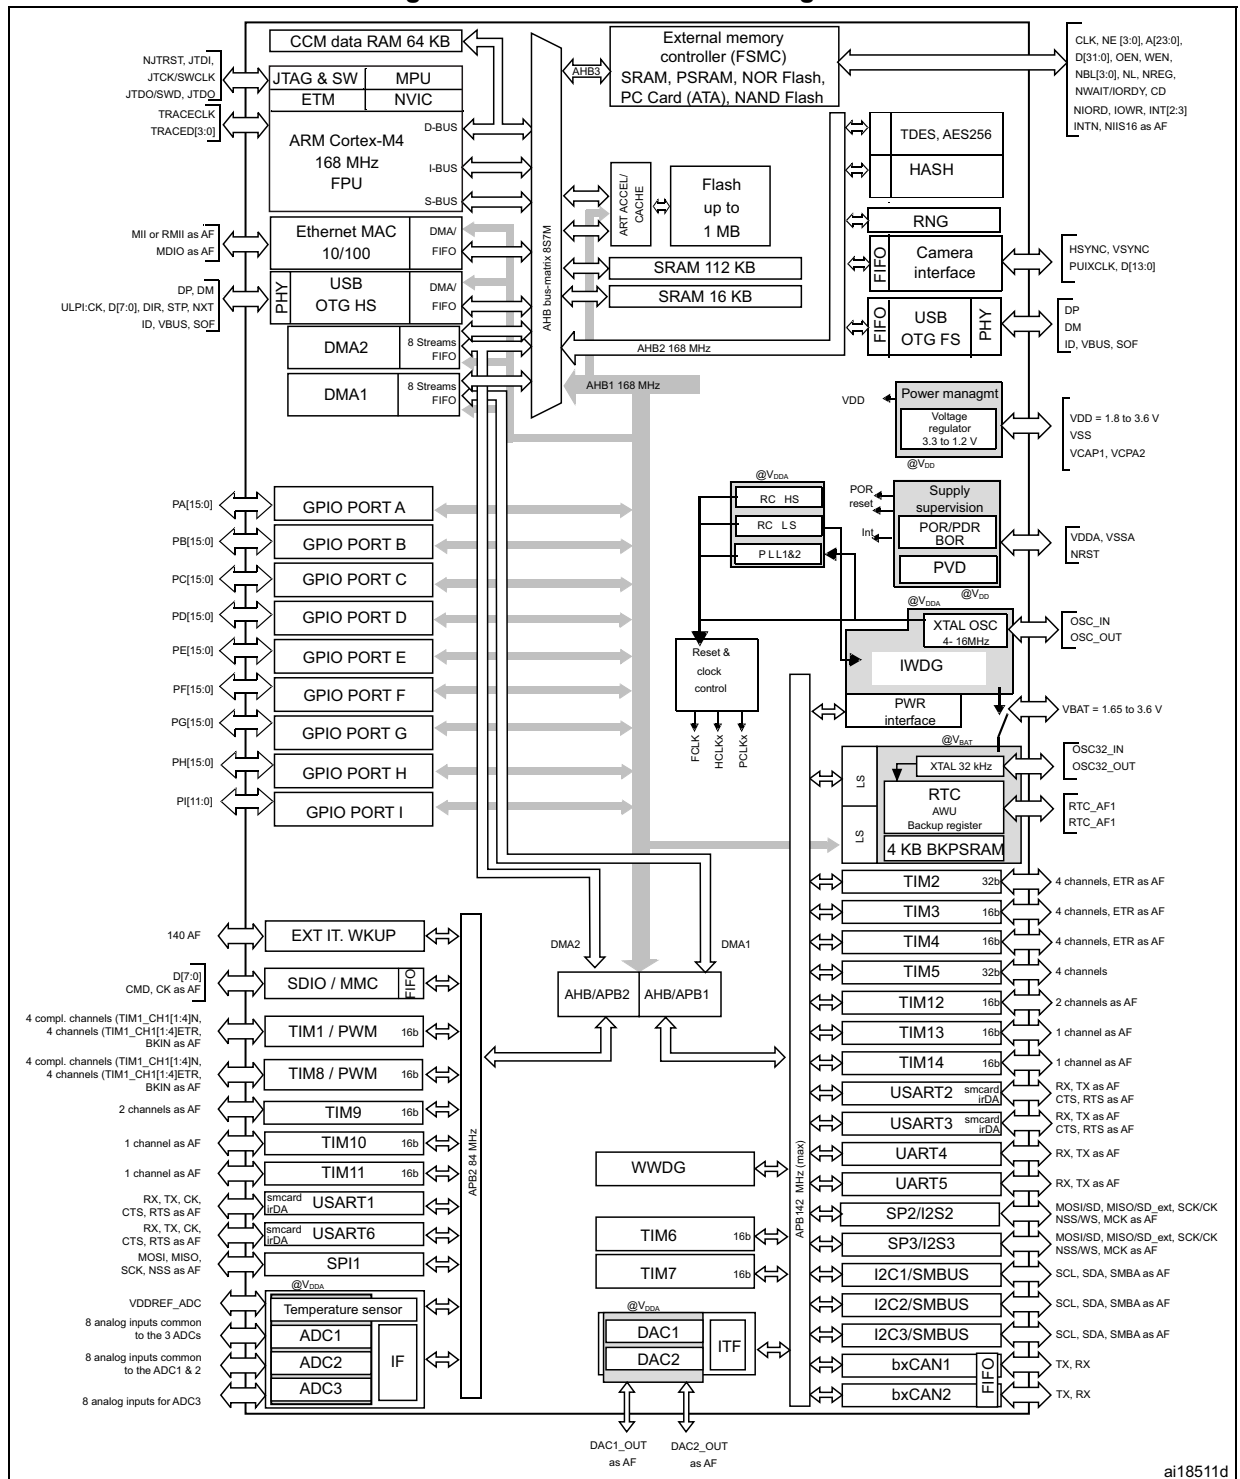 CCM data RAM 64 KB
External memory
controller (FSMC)
SRAM, PSRAM, NOR Flash,
PC Card (ATA), NAND Flash
AHB3
CLK, NE [3:0], A[23:0],
D[31:0], OEN, WEN,
NBL[3:0], NL, NREG,
NWAIT/IORDY, CD
NIORD, IOWR, INT[2:3]
INTN, NIIS16 as AF
NJTRST, JTDI,
JTCK/SWCLK
JTDO/SWD, JTDO
TRACECLK
TRACED[3:0]
JTAG & SW
MPU
ETM
NVIC
ARM Cortex-M4
168 MHz
FPU
D-BUS
I-BUS
S-BUS
AHB bus-matrix 8S7M
ART ACCEL/
CACHE
Flash
up to
1 MB
SRAM 112 KB
SRAM 16 KB
TDES, AES256
HASH
RNG
FIFO
Camera
interface
HSYNC, VSYNC
PUIXCLK, D[13:0]
FIFO
USB
OTG FS
PHY
DP
DM
ID, VBUS, SOF
MII or RMII as AF
MDIO as AF
Ethernet MAC
10/100
DMA/
FIFO
DP, DM
ULPI:CK, D[7:0], DIR, STP, NXT
ID, VBUS, SOF
PHY
USB
OTG HS
DMA/
FIFO
DMA2
8 Streams
FIFO
DMA1
8 Streams
FIFO
AHB2 168 MHz
AHB1 168 MHz
VDD
Power managmt
Voltage
regulator
3.3 to 1.2 V
@VDD
VDD = 1.8 to 3.6 V
VSS
VCAP1, VCPA2
@VDDA
RC HS
RC LS
PLL1&2
POR
reset
Int
Supply
supervision
POR/PDR
BOR
PVD
@VDD
VDDA, VSSA
NRST
@VDDA
XTAL OSC
4- 16MHz
IWDG
OSC_IN
OSC_OUT
PWR
interface
VBAT = 1.65 to 3.6 V
Reset &
clock
control
FCLK
HCLKx
PCLKx
@VBAT
LS
LS
XTAL 32 kHz
RTC
AWU
Backup register
4 KB BKPSRAM
OSC32_IN
OSC32_OUT
RTC_AF1
RTC_AF1
PA[15:0]
GPIO PORT A
PB[15:0]
GPIO PORT B
PC[15:0]
GPIO PORT C
PD[15:0]
GPIO PORT D
PE[15:0]
GPIO PORT E
PF[15:0]
GPIO PORT F
PG[15:0]
GPIO PORT G
PH[15:0]
GPIO PORT H
PI[11:0]
GPIO PORT I
DMA2
DMA1
AHB/APB2
AHB/APB1
140 AF
EXT IT. WKUP
D[7:0]
CMD, CK as AF
SDIO / MMC
FIFO
4 compl. channels (TIM1_CH1[1:4]N,
4 channels (TIM1_CH1[1:4]ETR,
BKIN as AF
TIM1 / PWM 16b
4 compl. channels (TIM1_CH1[1:4]N,
4 channels (TIM1_CH1[1:4]ETR,
BKIN as AF
TIM8 / PWM 16b
2 channels as AF
TIM9 16b
1 channel as AF
TIM10 16b
1 channel as AF
TIM11 16b
RX, TX, CK,
CTS, RTS as AF
smcard
irDA
USART1
RX, TX, CK,
CTS, RTS as AF
smcard
irDA
USART6
MOSI, MISO,
SCK, NSS as AF
SPI1
@VDDA
VDDREF_ADC
Temperature sensor
8 analog inputs common
to the 3 ADCs
ADC1
8 analog inputs common
to the ADC1 & 2
ADC2
8 analog inputs for ADC3
ADC3
IF
APB2 84 MHz
WWDG
TIM6 16b
TIM7 16b
@VDDA
DAC1
DAC2
ITF
DAC1_OUT
as AF
DAC2_OUT
as AF
APB142 MHz (max)
TIM2 32b
4 channels, ETR as AF
TIM3 16b
4 channels, ETR as AF
TIM4 16b
4 channels, ETR as AF
TIM5 32b
4 channels
TIM12 16b
2 channels as AF
TIM13 16b
1 channel as AF
TIM14 16b
1 channel as AF
USART2
smcard
irDA
RX, TX as AF
CTS, RTS as AF
USART3
smcard
irDA
RX, TX as AF
CTS, RTS as AF
UART4
RX, TX as AF
UART5
RX, TX as AF
SP2/I2S2
MOSI/SD, MISO/SD_ext, SCK/CK
NSS/WS, MCK as AF
SP3/I2S3
MOSI/SD, MISO/SD_ext, SCK/CK
NSS/WS, MCK as AF
I2C1/SMBUS
SCL, SDA, SMBA as AF
I2C2/SMBUS
SCL, SDA, SMBA as AF
I2C3/SMBUS
SCL, SDA, SMBA as AF
bxCAN1
TX, RX
bxCAN2
TX, RX
FIFO
ai18511d